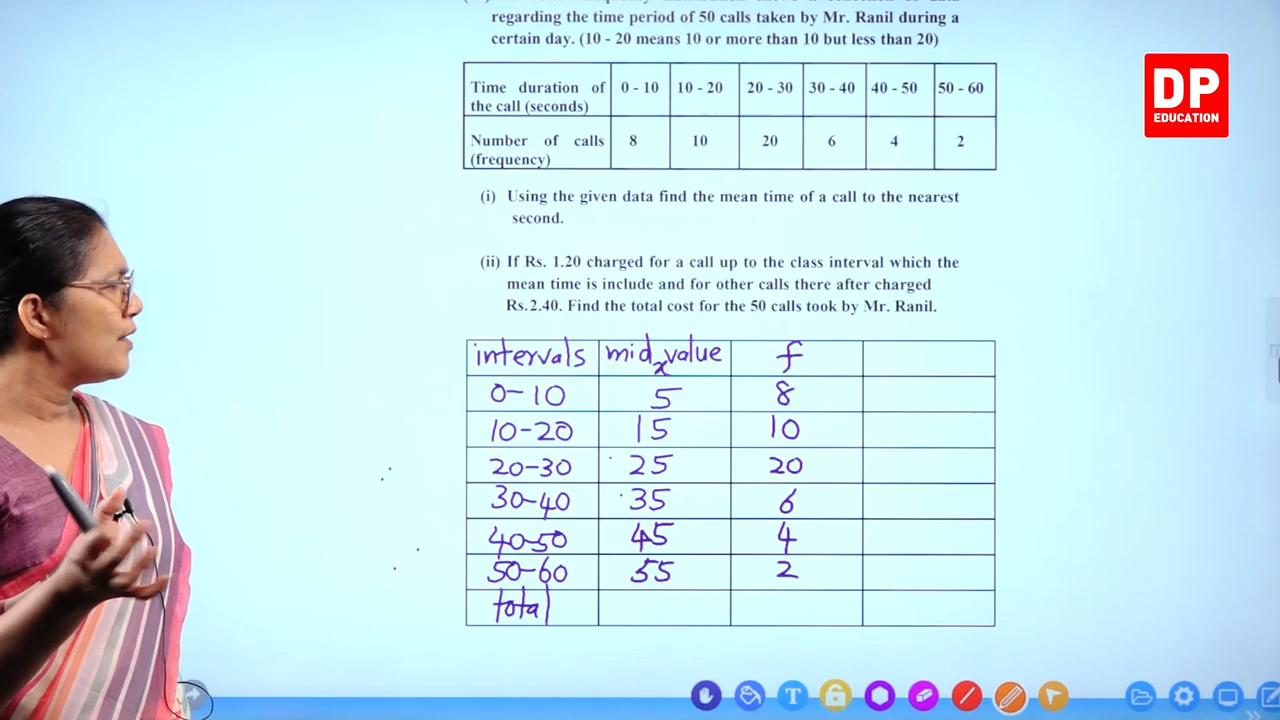 regarding the time period of 50 calls taken by Mr. Ranil during a
certain day. (10 - 20 means 10 or more than 10 but less than 20)
DP
EDUCATION
Time duration of the call (seconds) 0 - 10 10 - 20 20 - 30 30 - 40 40 - 50 50 - 60
Number of calls (frequency) 8 10 20 6 4 2
(i) Using the given data find the mean time of a call to the nearest
second.
(ii) If Rs. 1.20 charged for a call up to the class interval which the
mean time is include and for other calls there after charged
Rs.2.40. Find the total cost for the 50 calls took by Mr. Ranil.
intervals mid value x f
0-10 5 8
10-20 15 10
20-30 25 20
30-40 35 6
40-50 45 4
50-60 55 2
total
T